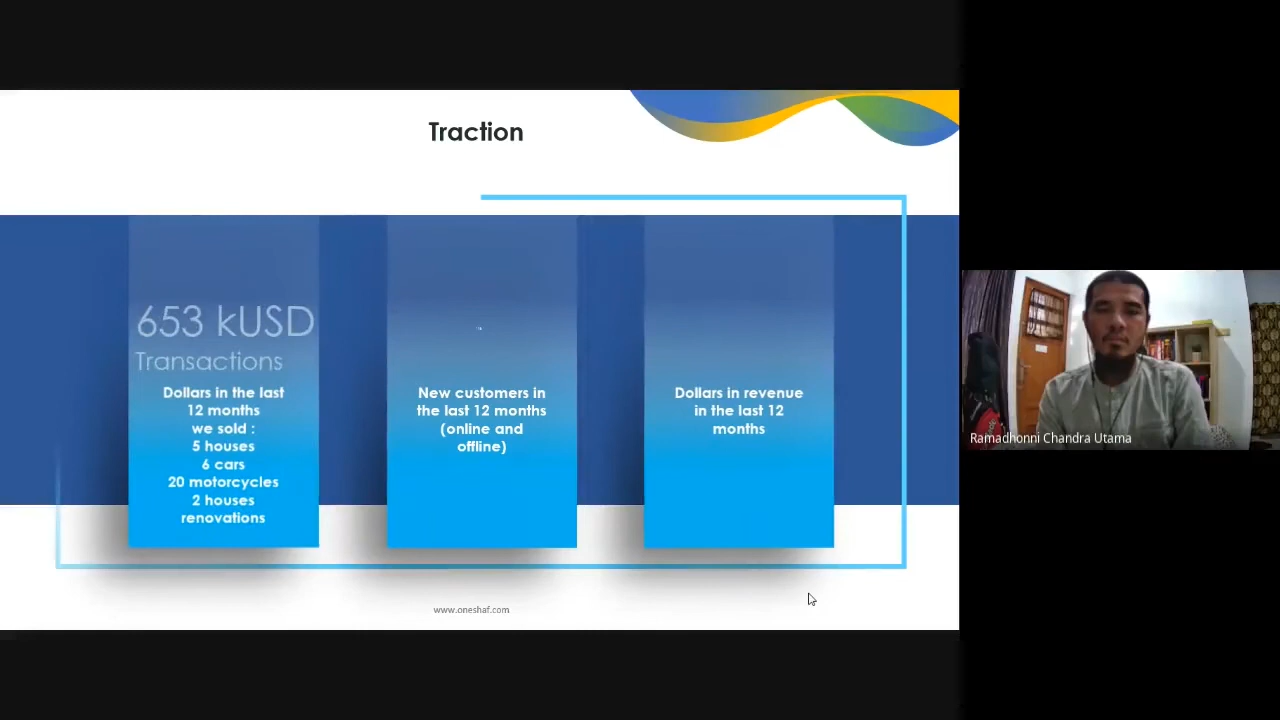 Traction
653 kUSD
Transactions
Dollars in the last
12 months
we sold :
5 houses
6 cars
20 motorcycles
2 houses
renovations
New customers in
the last 12 months
(online and
offline)
Dollars in revenue
in the last 12
months
www.oneshaf.com
Ramadhonni Chandra Utama